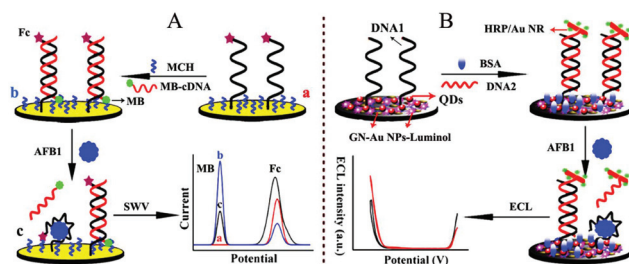 A
Fc
MCH
MB-cDNA
b
MB
a
AFB1
c
SWV
MB
b
Fc
c
a
Current
Potential
B
DNA1
HRP/Au NR
BSA
DNA2
QDs
GN-Au NPs-Luminol
AFB1
ECL
ECL intensity
(a.u.)
Potential (V)